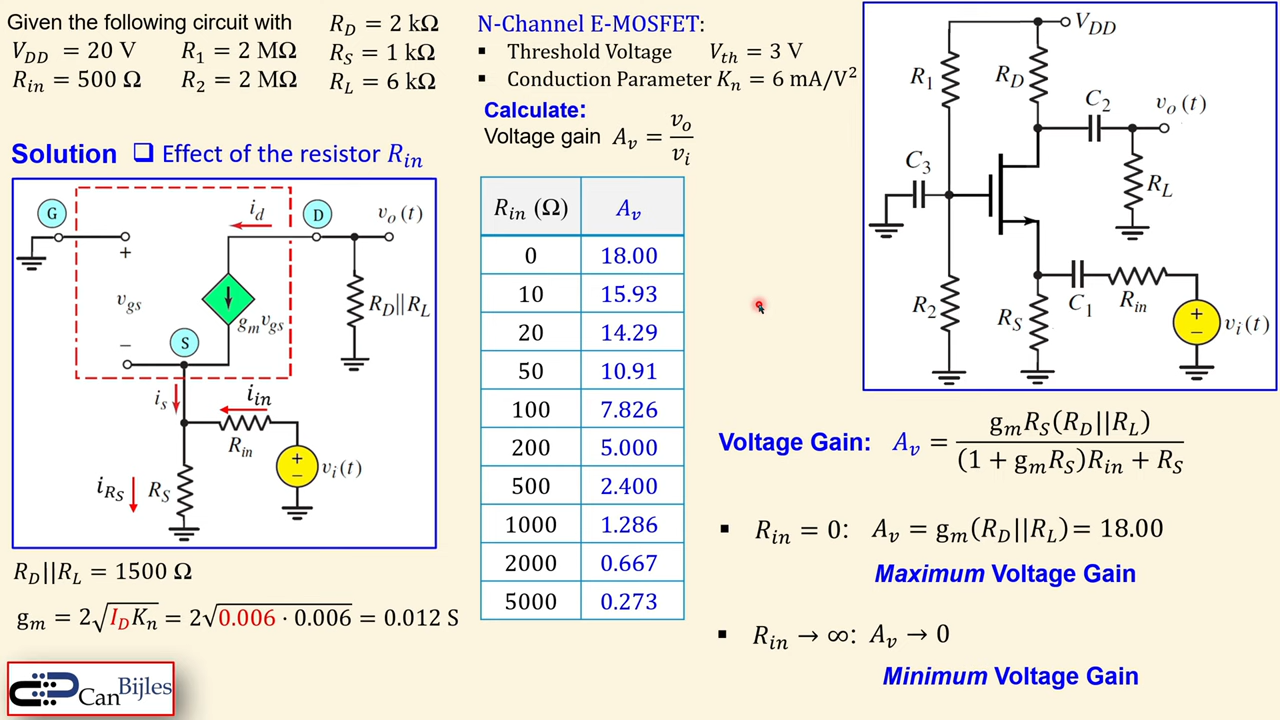 Given the following circuit with
V_DD = 20 V R_1 = 2 MΩ
R_in = 500 Ω R_2 = 2 MΩ
R_D = 2 kΩ
R_S = 1 kΩ
R_L = 6 kΩ
N-Channel E-MOSFET:
▪ Threshold Voltage V_th = 3 V
▪ Conduction Parameter K_n = 6 mA/V²
Calculate:
Voltage gain A_v = v_o / v_i
Solution ❑ Effect of the resistor R_in
G
i_d
D
v_o(t)
+
v_gs
−
g_m v_gs
R_D||R_L
S
i_s
i_in
R_in
+
−
v_i(t)
i_RS
R_S
R_D||R_L = 1500 Ω
g_m = 2√(I_D K_n) = 2√(0.006 · 0.006) = 0.012 S
R_in (Ω) A_v
0 18.00
10 15.93
20 14.29
50 10.91
100 7.826
200 5.000
500 2.400
1000 1.286
2000 0.667
5000 0.273
V_DD
R_1
R_D
C_2
v_o(t)
C_3
R_L
R_2
R_S
C_1
R_in
+
−
v_i(t)
Voltage Gain: A_v = g_m R_S (R_D||R_L) / ((1 + g_m R_S)R_in + R_S)
▪ R_in = 0: A_v = g_m(R_D||R_L) = 18.00
Maximum Voltage Gain
▪ R_in → ∞: A_v → 0
Minimum Voltage Gain
CanBijles